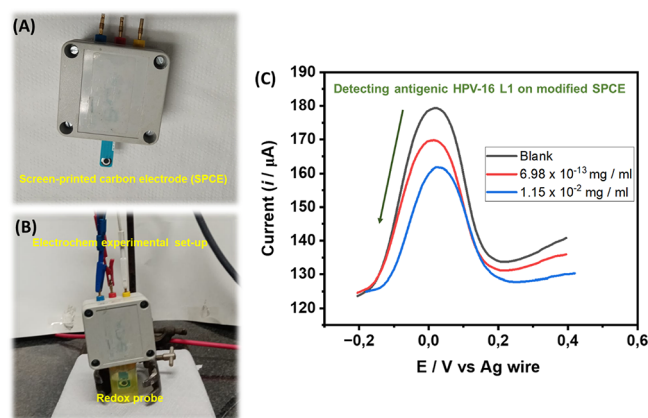 (A)
Screen-printed carbon electrode (SPCE)
(B)
Electrochem experimental set-up
Redox probe
(C)
Detecting antigenic HPV-16 L1 on modified SPCE
Blank
6.98 x 10⁻¹³ mg / ml
1.15 x 10⁻² mg / ml
Current (i / µA)
190
180
170
160
150
140
130
120
−0,2
0,0
0,2
0,4
0,6
E / V vs Ag wire